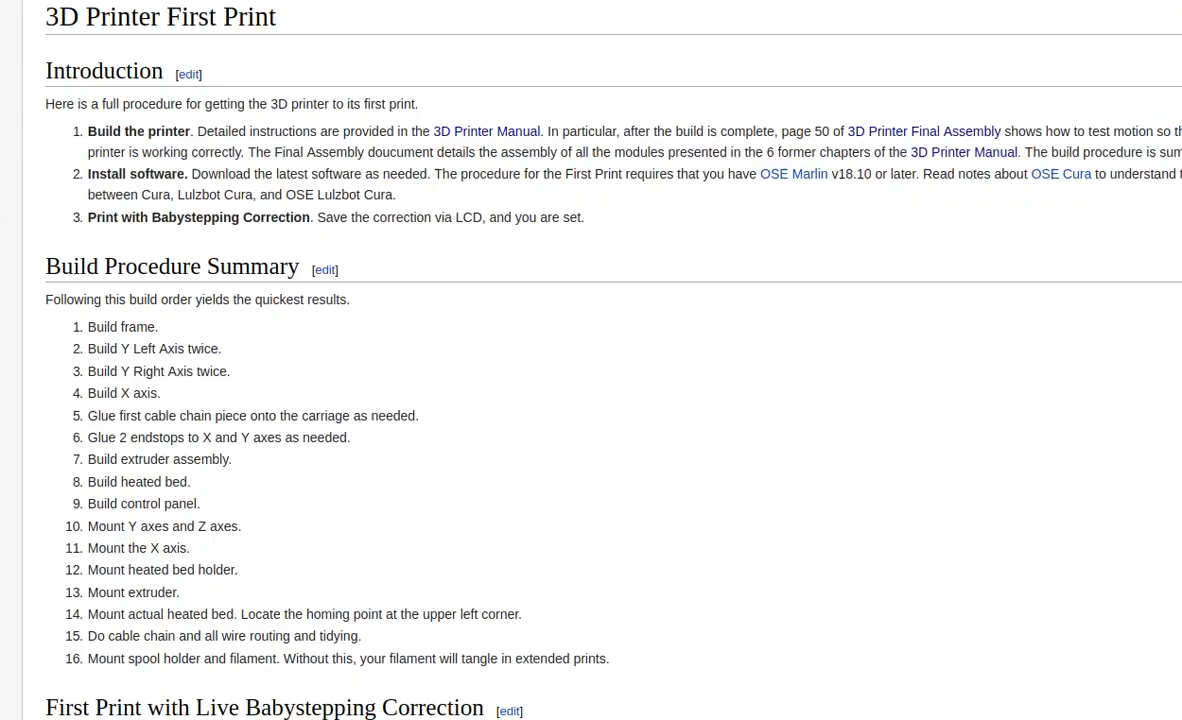 3D Printer First Print
Introduction [edit]
Here is a full procedure for getting the 3D printer to its first print.
1. Build the printer. Detailed instructions are provided in the 3D Printer Manual. In particular, after the build is complete, page 50 of 3D Printer Final Assembly shows how to test motion so
printer is working correctly. The Final Assembly doucument details the assembly of all the modules presented in the 6 former chapters of the 3D Printer Manual. The build procedure is
2. Install software. Download the latest software as needed. The procedure for the First Print requires that you have OSE Marlin v18.10 or later. Read notes about OSE Cura to understand
between Cura, Lulzbot Cura, and OSE Lulzbot Cura.
3. Print with Babystepping Correction. Save the correction via LCD, and you are set.
Build Procedure Summary [edit]
Following this build order yields the quickest results.
1. Build frame.
2. Build Y Left Axis twice.
3. Build Y Right Axis twice.
4. Build X axis.
5. Glue first cable chain piece onto the carriage as needed.
6. Glue 2 endstops to X and Y axes as needed.
7. Build extruder assembly.
8. Build heated bed.
9. Build control panel.
10. Mount Y axes and Z axes.
11. Mount the X axis.
12. Mount heated bed holder.
13. Mount extruder.
14. Mount actual heated bed. Locate the homing point at the upper left corner.
15. Do cable chain and all wire routing and tidying.
16. Mount spool holder and filament. Without this, your filament will tangle in extended prints.
First Print with Live Babystepping Correction [edit]